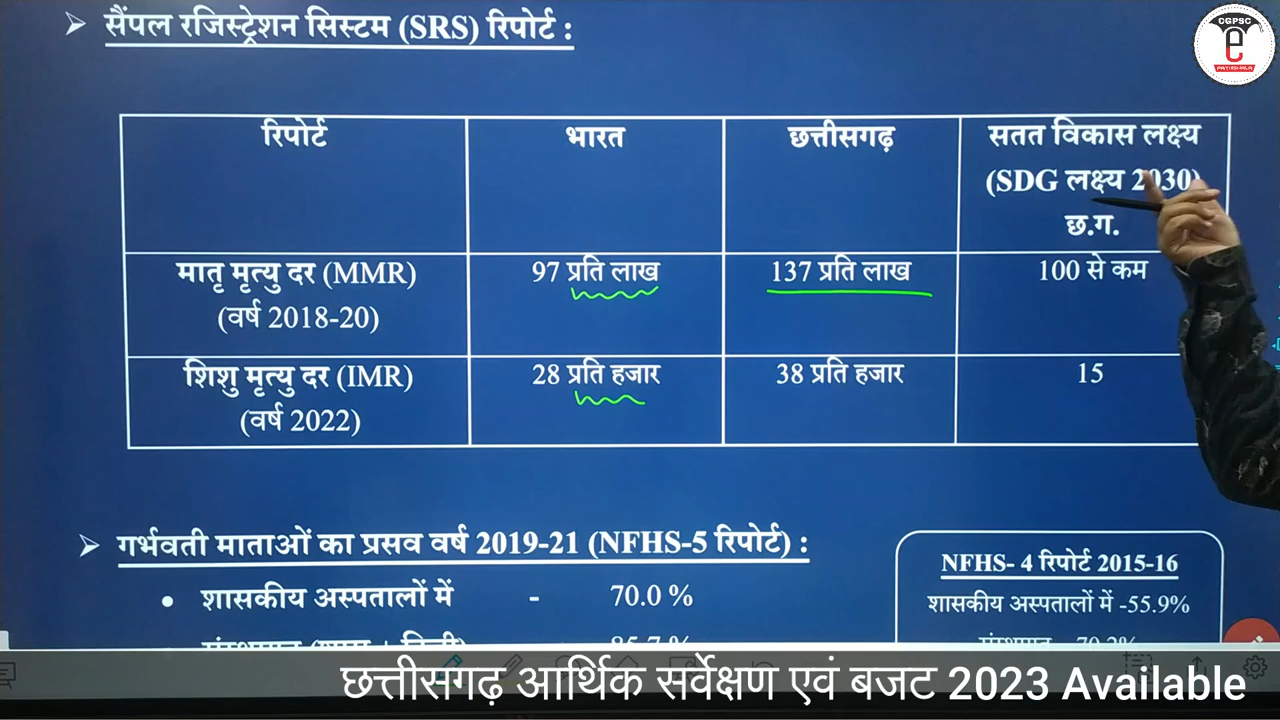 ➢ सैंपल रजिस्ट्रेशन सिस्टम (SRS) रिपोर्ट :
CGPSC
रिपोर्ट भारत छत्तीसगढ़ सतत विकास लक्ष्य
(SDG लक्ष्य 2030)
छ.ग.
मातृ मृत्यु दर (MMR) 97 प्रति लाख 137 प्रति लाख 100 से कम
(वर्ष 2018-20)
शिशु मृत्यु दर (IMR) 28 प्रति हजार 38 प्रति हजार 15
(वर्ष 2022)
➢ गर्भवती माताओं का प्रसव वर्ष 2019-21 (NFHS-5 रिपोर्ट) :
• शासकीय अस्पतालों में - 70.0 %
NFHS- 4 रिपोर्ट 2015-16
शासकीय अस्पतालों में -55.9%
छत्तीसगढ़ आर्थिक सर्वेक्षण एवं बजट 2023 Available